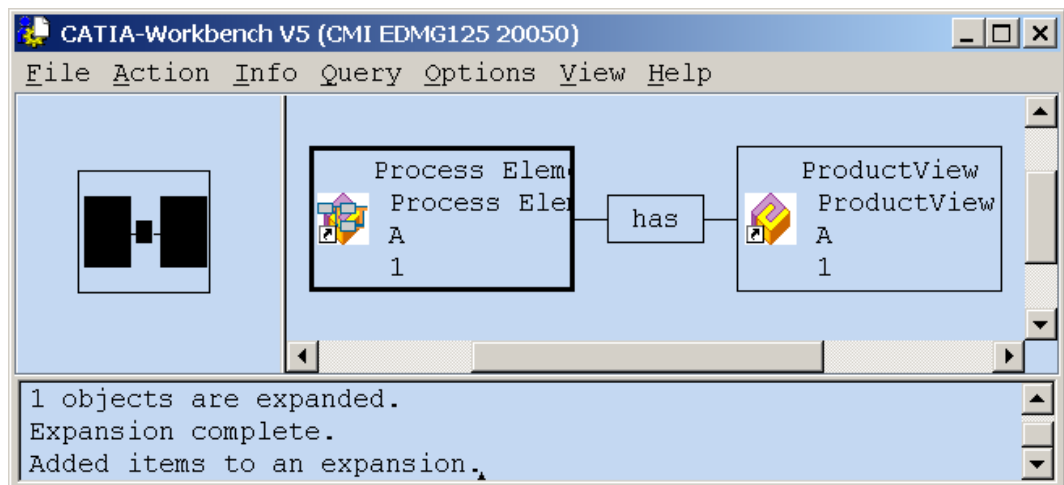 CATIA-Workbench V5 (CMI EDMG125 20050)
File Action Info Query Options View Help
Process Elem
Process Eler
A
1
has
ProductView
ProductView
A
1
1 objects are expanded.
Expansion complete.
Added items to an expansion.